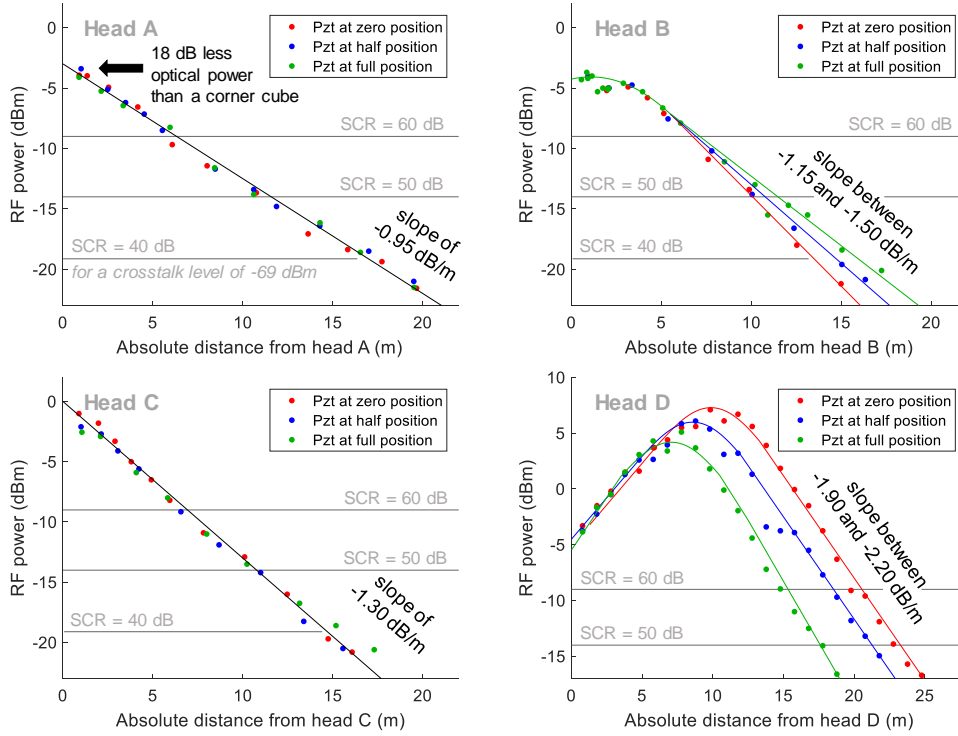 Head A
18 dB less
optical power
than a corner cube
Pzt at zero position
Pzt at half position
Pzt at full position
SCR = 60 dB
SCR = 50 dB
SCR = 40 dB
for a crosstalk level of -69 dBm
slope of
-0.95 dB/m
0
-5
-10
-15
-20
0
5
10
15
20
RF power (dBm)
Absolute distance from head A (m)
Head B
Pzt at zero position
Pzt at half position
Pzt at full position
SCR = 60 dB
SCR = 50 dB
SCR = 40 dB
slope between
-1.15 and -1.50
dB/m
0
-5
-10
-15
-20
0
5
10
15
20
RF power (dBm)
Absolute distance from head B (m)
Head C
Pzt at zero position
Pzt at half position
Pzt at full position
SCR = 60 dB
SCR = 50 dB
SCR = 40 dB
slope of
-1.30 dB/m
0
-5
-10
-15
-20
0
5
10
15
20
RF power (dBm)
Absolute distance from head C (m)
Head D
Pzt at zero position
Pzt at half position
Pzt at full position
SCR = 60 dB
SCR = 50 dB
slope between
-1.90 and -2.20
dB/m
10
5
0
-5
-10
-15
0
5
10
15
20
25
RF power (dBm)
Absolute distance from head D (m)